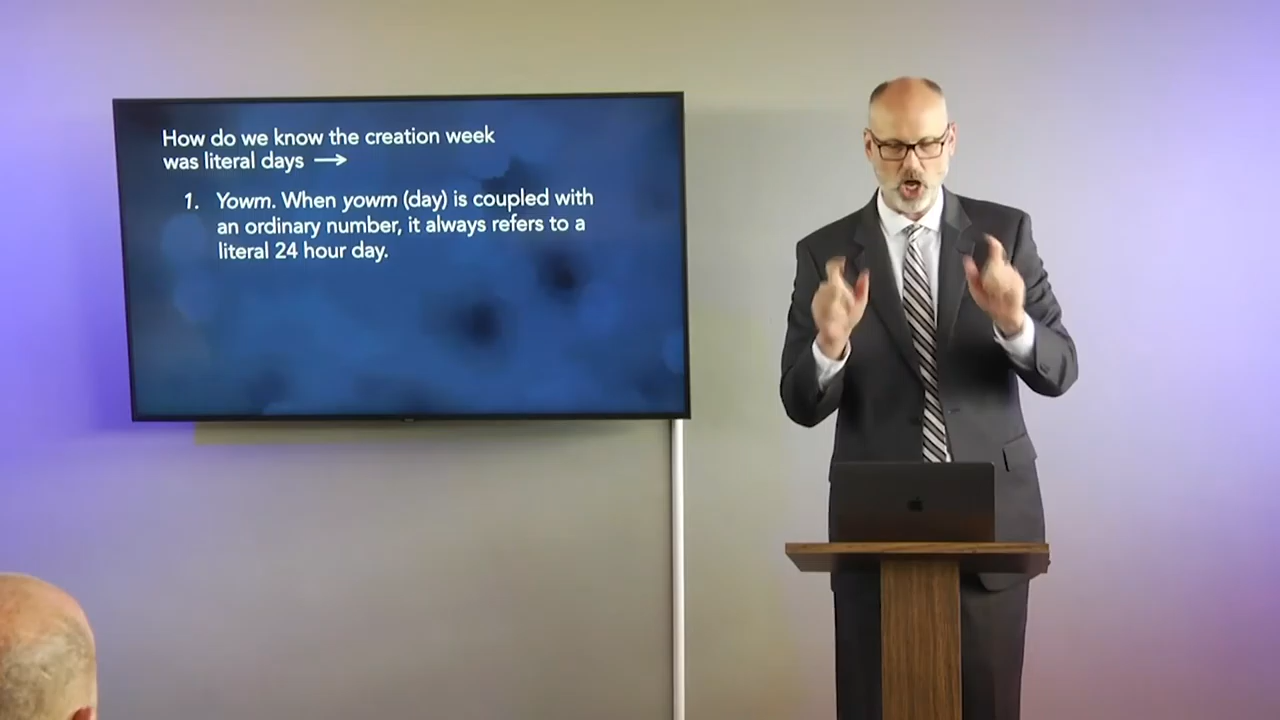 How do we know the creation week
was literal days →
1. Yowm. When yowm (day) is coupled with
an ordinary number, it always refers to a
literal 24 hour day.